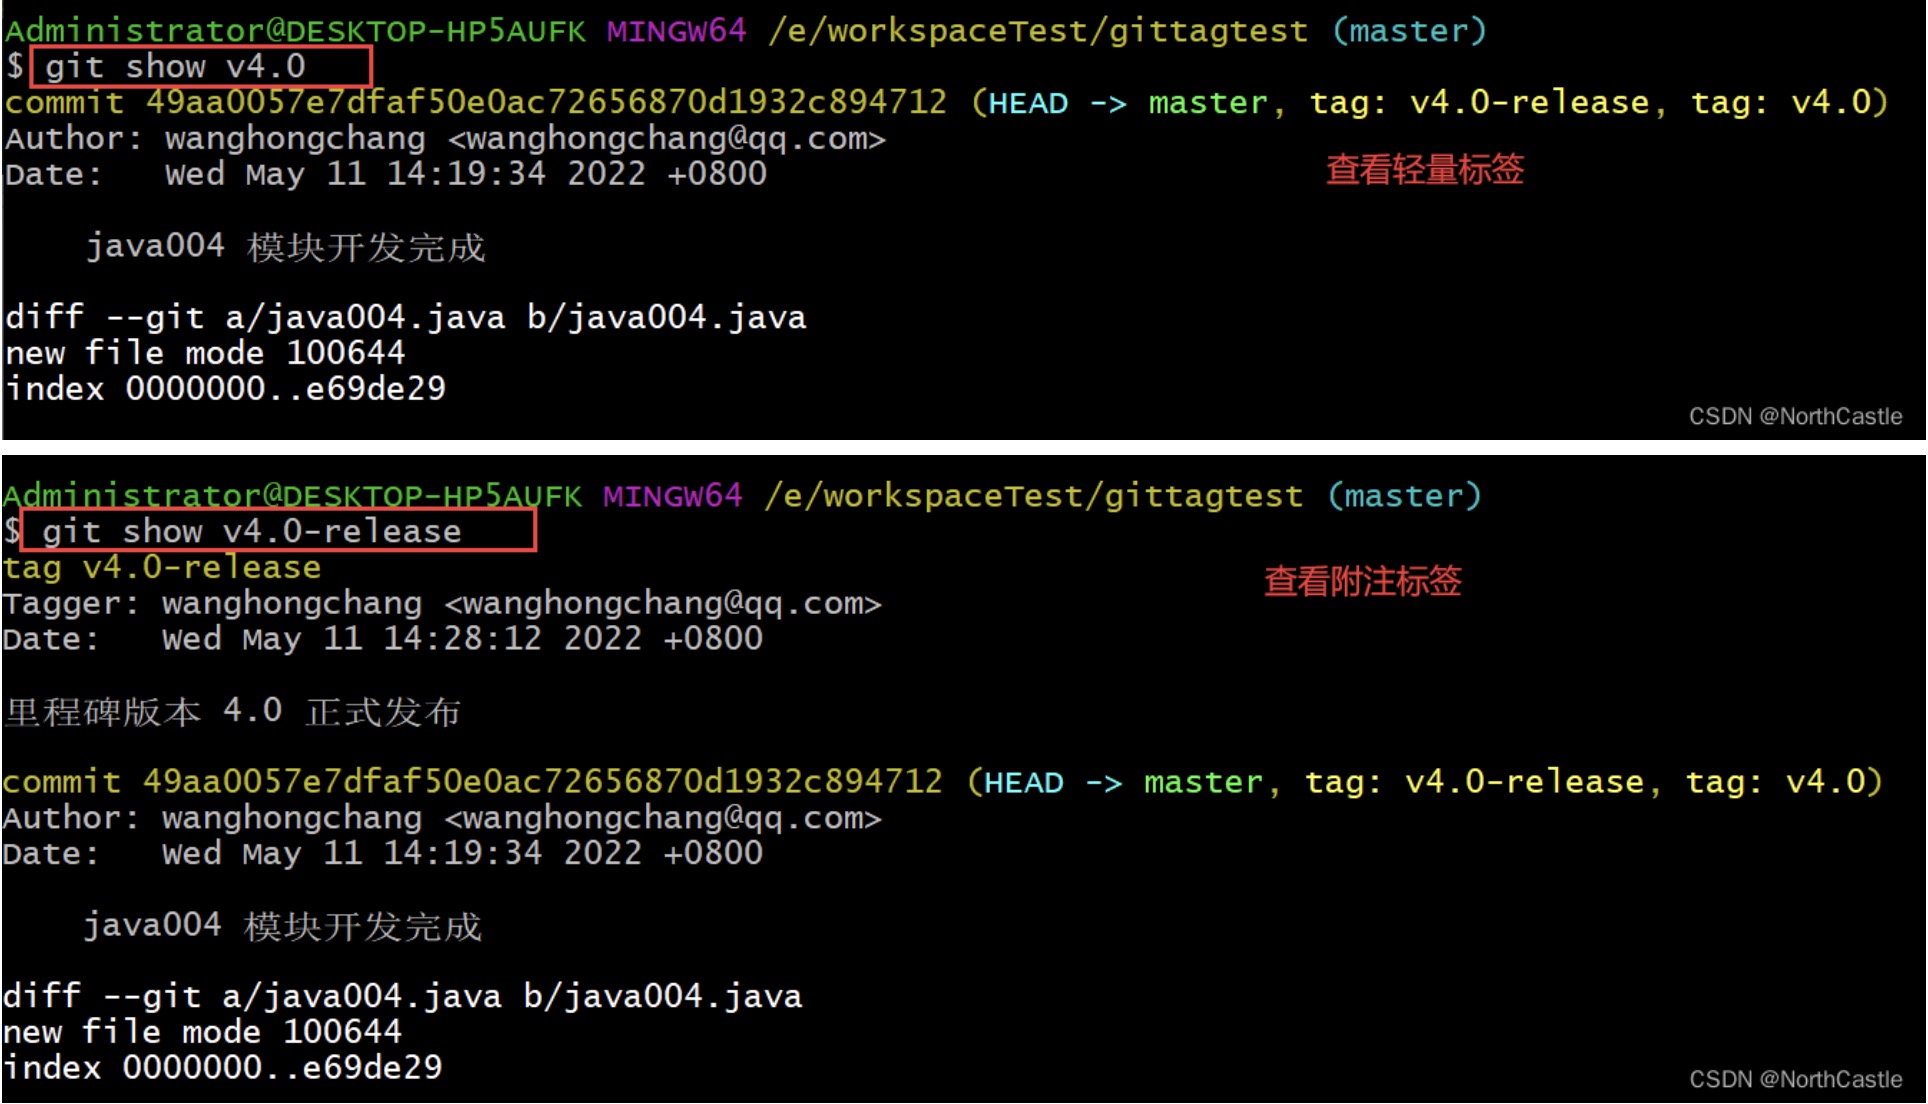 Administrator@DESKTOP-HP5AUFK MINGW64 /e/workspaceTest/gittagtest (master)
$ git show v4.0
commit 49aa0057e7dfaf50e0ac72656870d1932c894712 (HEAD -> master, tag: v4.0-release, tag: v4.0)
Author: wanghongchang <wanghongchang@qq.com>
Date:   Wed May 11 14:19:34 2022 +0800
查看轻量标签
    java004 模块开发完成
diff --git a/java004.java b/java004.java
new file mode 100644
index 0000000..e69de29
CSDN @NorthCastle
Administrator@DESKTOP-HP5AUFK MINGW64 /e/workspaceTest/gittagtest (master)
$ git show v4.0-release
tag v4.0-release
查看附注标签
Tagger: wanghongchang <wanghongchang@qq.com>
Date:   Wed May 11 14:28:12 2022 +0800
里程碑版本 4.0 正式发布
commit 49aa0057e7dfaf50e0ac72656870d1932c894712 (HEAD -> master, tag: v4.0-release, tag: v4.0)
Author: wanghongchang <wanghongchang@qq.com>
Date:   Wed May 11 14:19:34 2022 +0800
    java004 模块开发完成
diff --git a/java004.java b/java004.java
new file mode 100644
index 0000000..e69de29
CSDN @NorthCastle